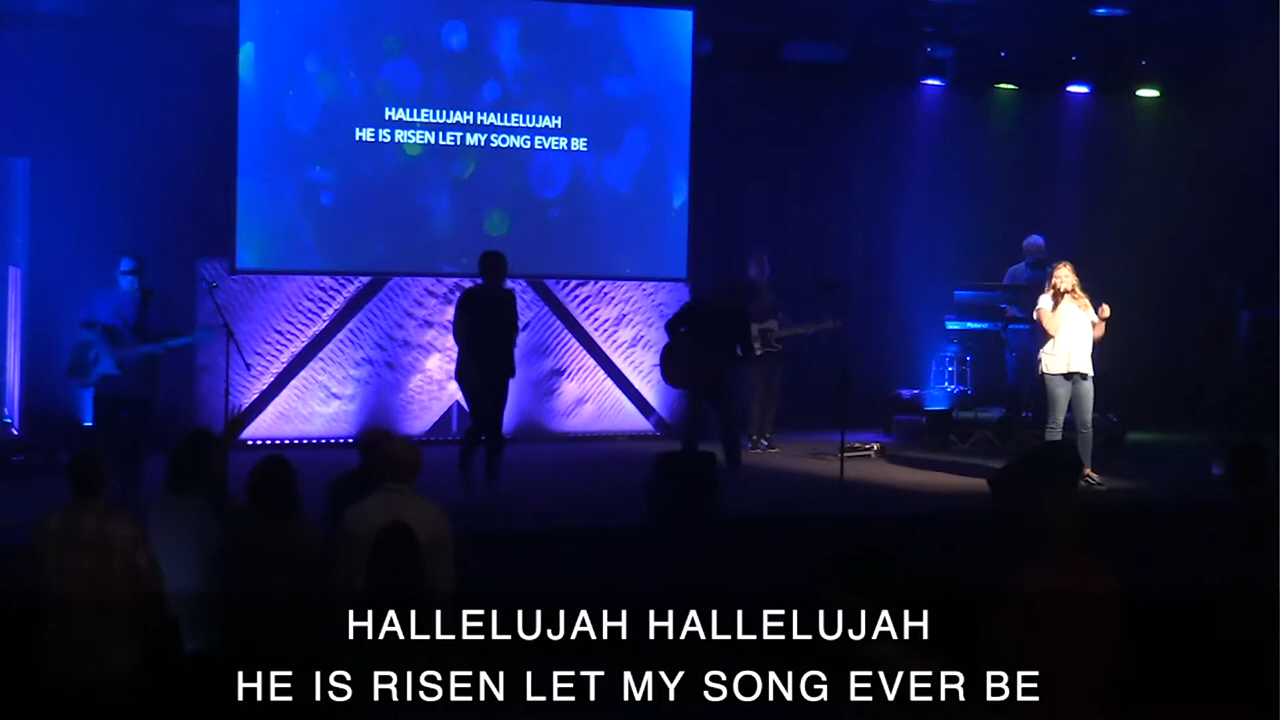 HALLELUJAH HALLELUJAH
HE IS RISEN LET MY SONG EVER BE
Roland
HALLELUJAH HALLELUJAH
HE IS RISEN LET MY SONG EVER BE